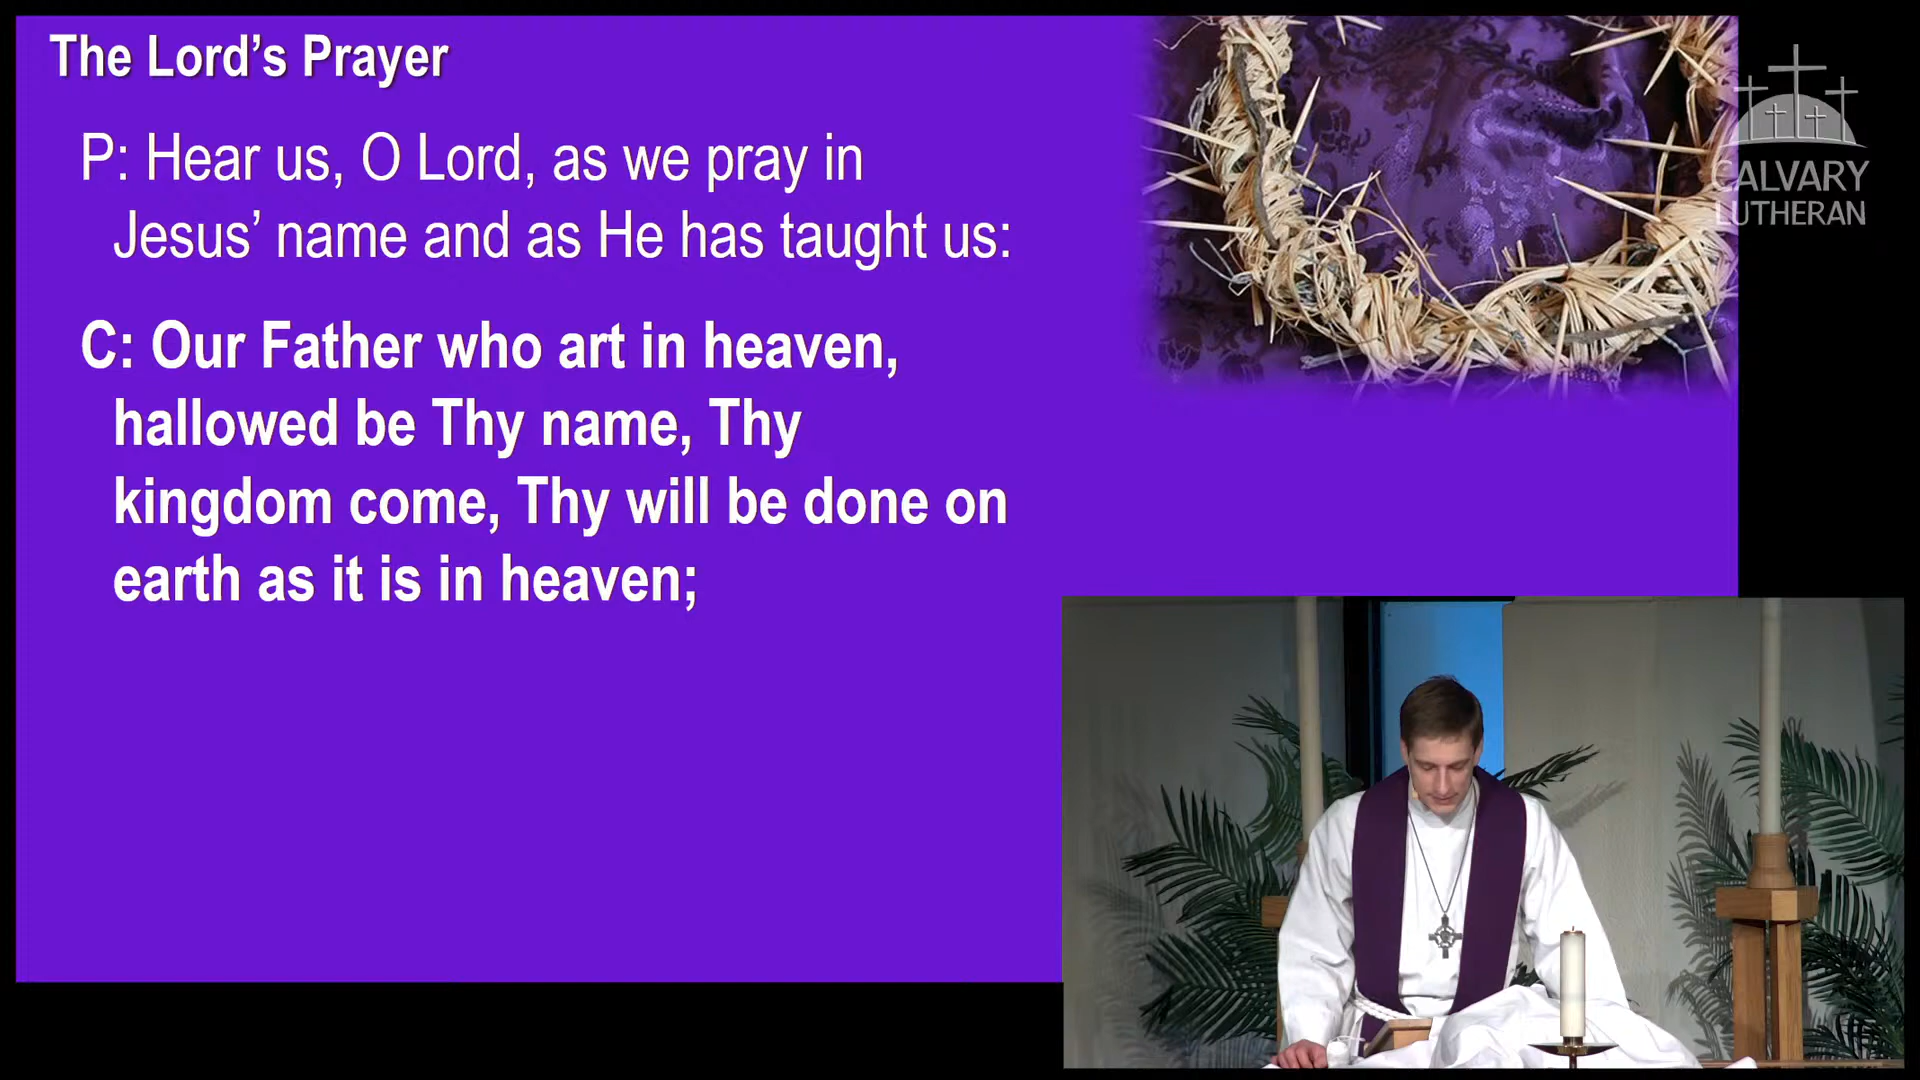 The Lord’s Prayer
P: Hear us, O Lord, as we pray in
Jesus’ name and as He has taught us:
C: Our Father who art in heaven,
hallowed be Thy name, Thy
kingdom come, Thy will be done on
earth as it is in heaven;
CALVARY
LUTHERAN